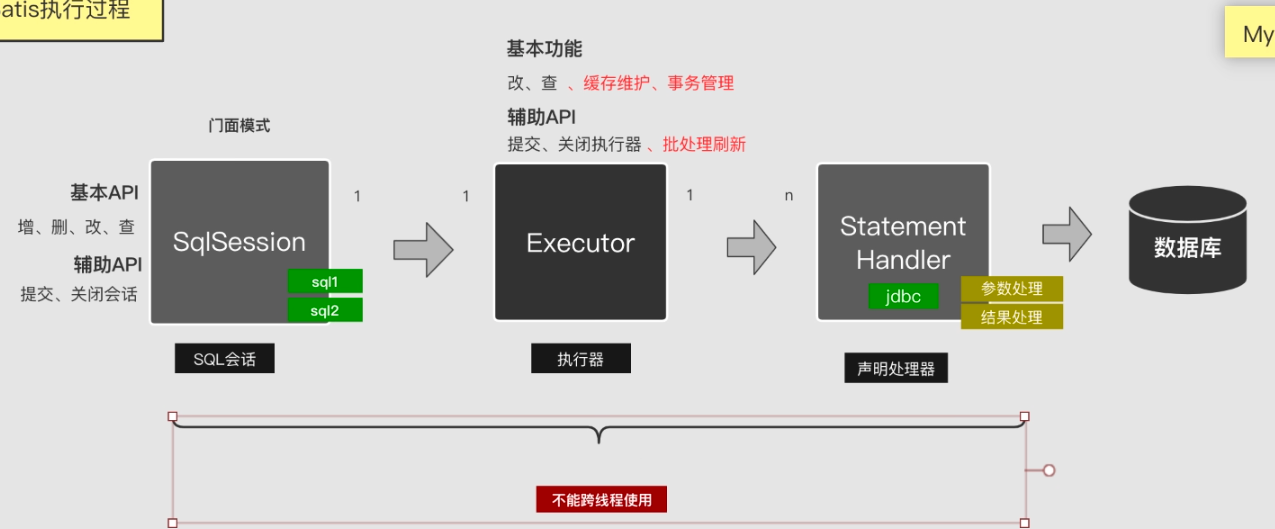 atis执行过程
My
基本功能
改、查 、缓存维护、事务管理
辅助API
提交、关闭执行器 、批处理刷新
门面模式
基本API
增、删、改、查
辅助API
提交、关闭会话
SqlSession
sql1
sql2
SQL会话
1
1
Executor
执行器
1
n
Statement
Handler
jdbc
参数处理
结果处理
声明处理器
数据库
不能跨线程使用